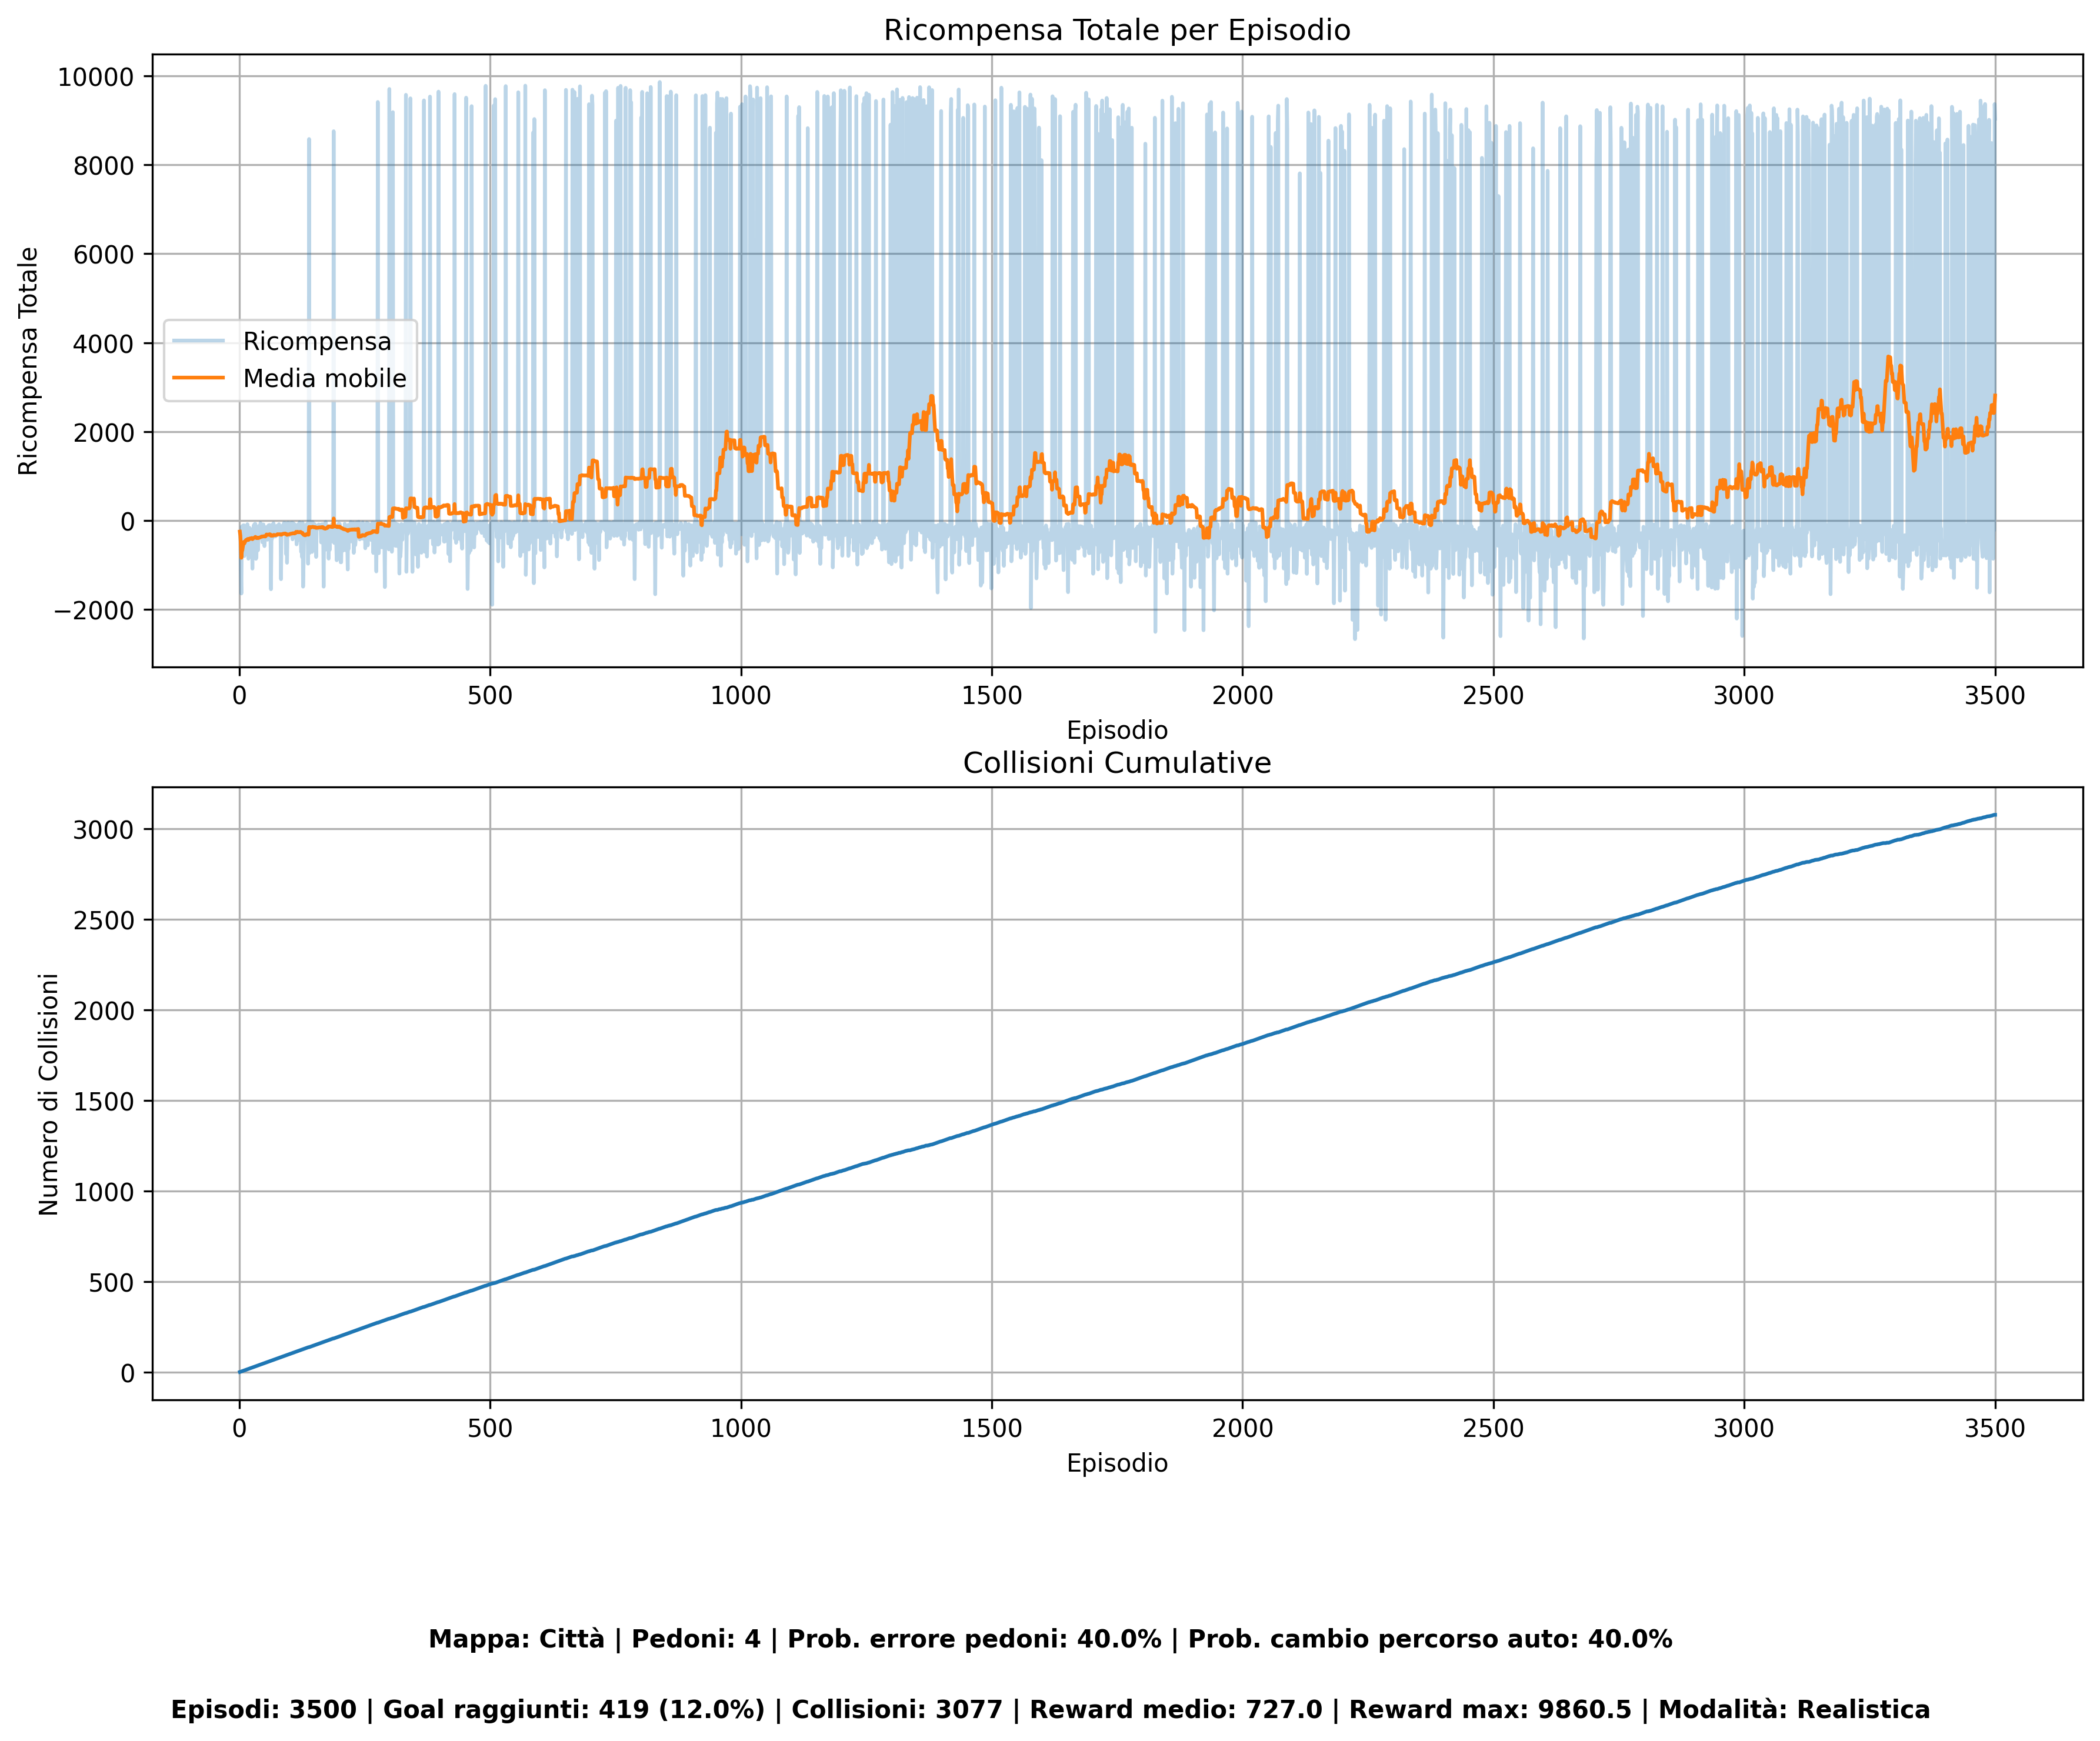 Ricompensa Totale per Episodio
10000
8000
6000
4000
2000
0
−2000
Ricompensa Totale
Ricompensa
Media mobile
0 500 1000 1500 2000 2500 3000 3500
Episodio
Collisioni Cumulative
3000
2500
2000
1500
1000
500
0
Numero di Collisioni
0 500 1000 1500 2000 2500 3000 3500
Episodio
Mappa: Città | Pedoni: 4 | Prob. errore pedoni: 40.0% | Prob. cambio percorso auto: 40.0%
Episodi: 3500 | Goal raggiunti: 419 (12.0%) | Collisioni: 3077 | Reward medio: 727.0 | Reward max: 9860.5 | Modalità: Realistica